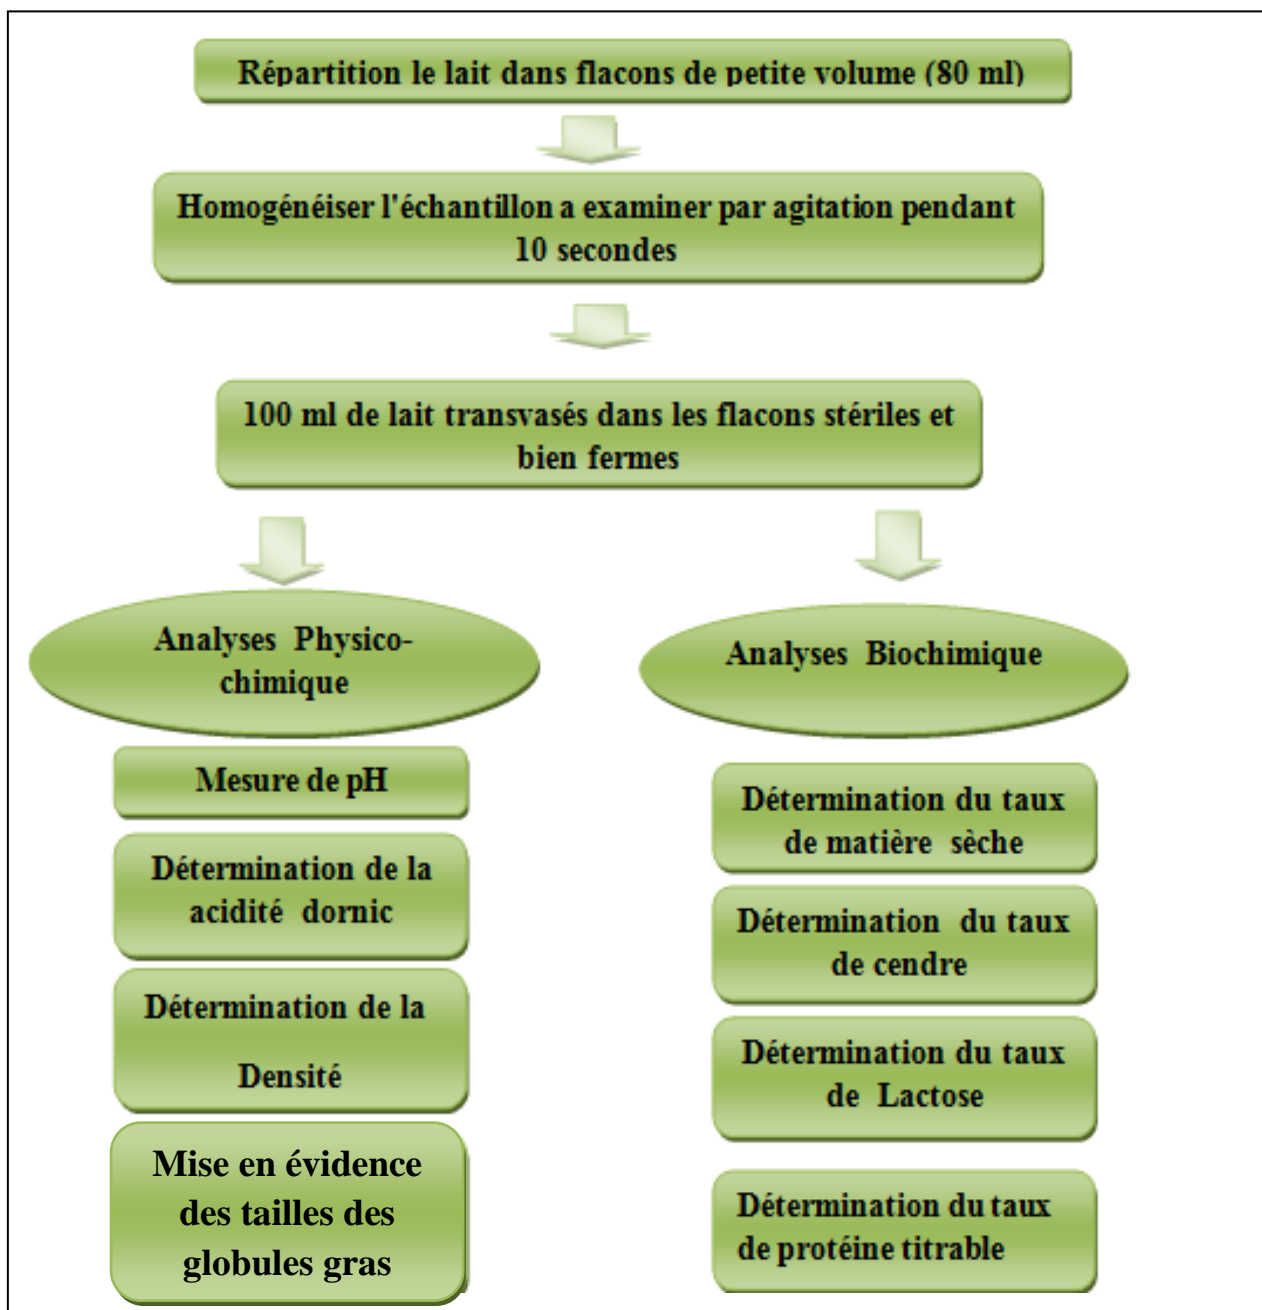 Répartition le lait dans flacons de petite volume (80 ml)
Homogénéiser l'échantillon a examiner par agitation pendant
10 secondes
100 ml de lait transvasés dans les flacons stériles et
bien fermes
Analyses Physico-
chimique
Mesure de pH
Détermination de la
acidité dornic
Détermination de la
Densité
Mise en évidence
des tailles des
globules gras
Analyses Biochimique
Détermination du taux
de matière sèche
Détermination du taux
de cendre
Détermination du taux
de Lactose
Détermination du taux
de protéine titrable